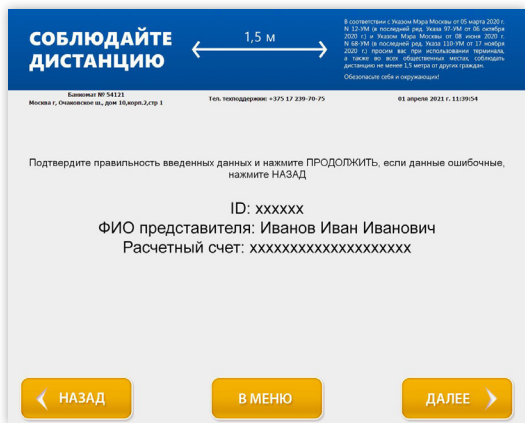 СОБЛЮДАЙТЕ
ДИСТАНЦИЮ
1,5 м
В соответствии с Указом Мэра Москвы от 05 марта 2020 г.
N 12-УМ (в последней ред. Указа 97-УМ от 06 октября
2020 г.) и Указом Мэра Москвы от 08 июня 2020 г.
N 68-УМ (в последней ред. Указа 110-УМ от 17 ноября
2020 г.) просим вас при использовании терминала,
а также во всех общественных местах, соблюдать
дистанцию не менее 1,5 метра от других граждан.
Обезопасьте себя и окружающих!
Банкомат № 54121
Москва г, Очаковское ш., дом 10,корп.2,стр 1
Тел. техподдержки: +375 17 239-70-75
01 апреля 2021 г. 11:39:54
Подтвердите правильность введенных данных и нажмите ПРОДОЛЖИТЬ, если данные ошибочные,
нажмите НАЗАД
ID: xxxxxx
ФИО представителя: Иванов Иван Иванович
Расчетный счет: xxxxxxxxxxxxxxxxxxxx
НАЗАД
В МЕНЮ
ДАЛЕЕ